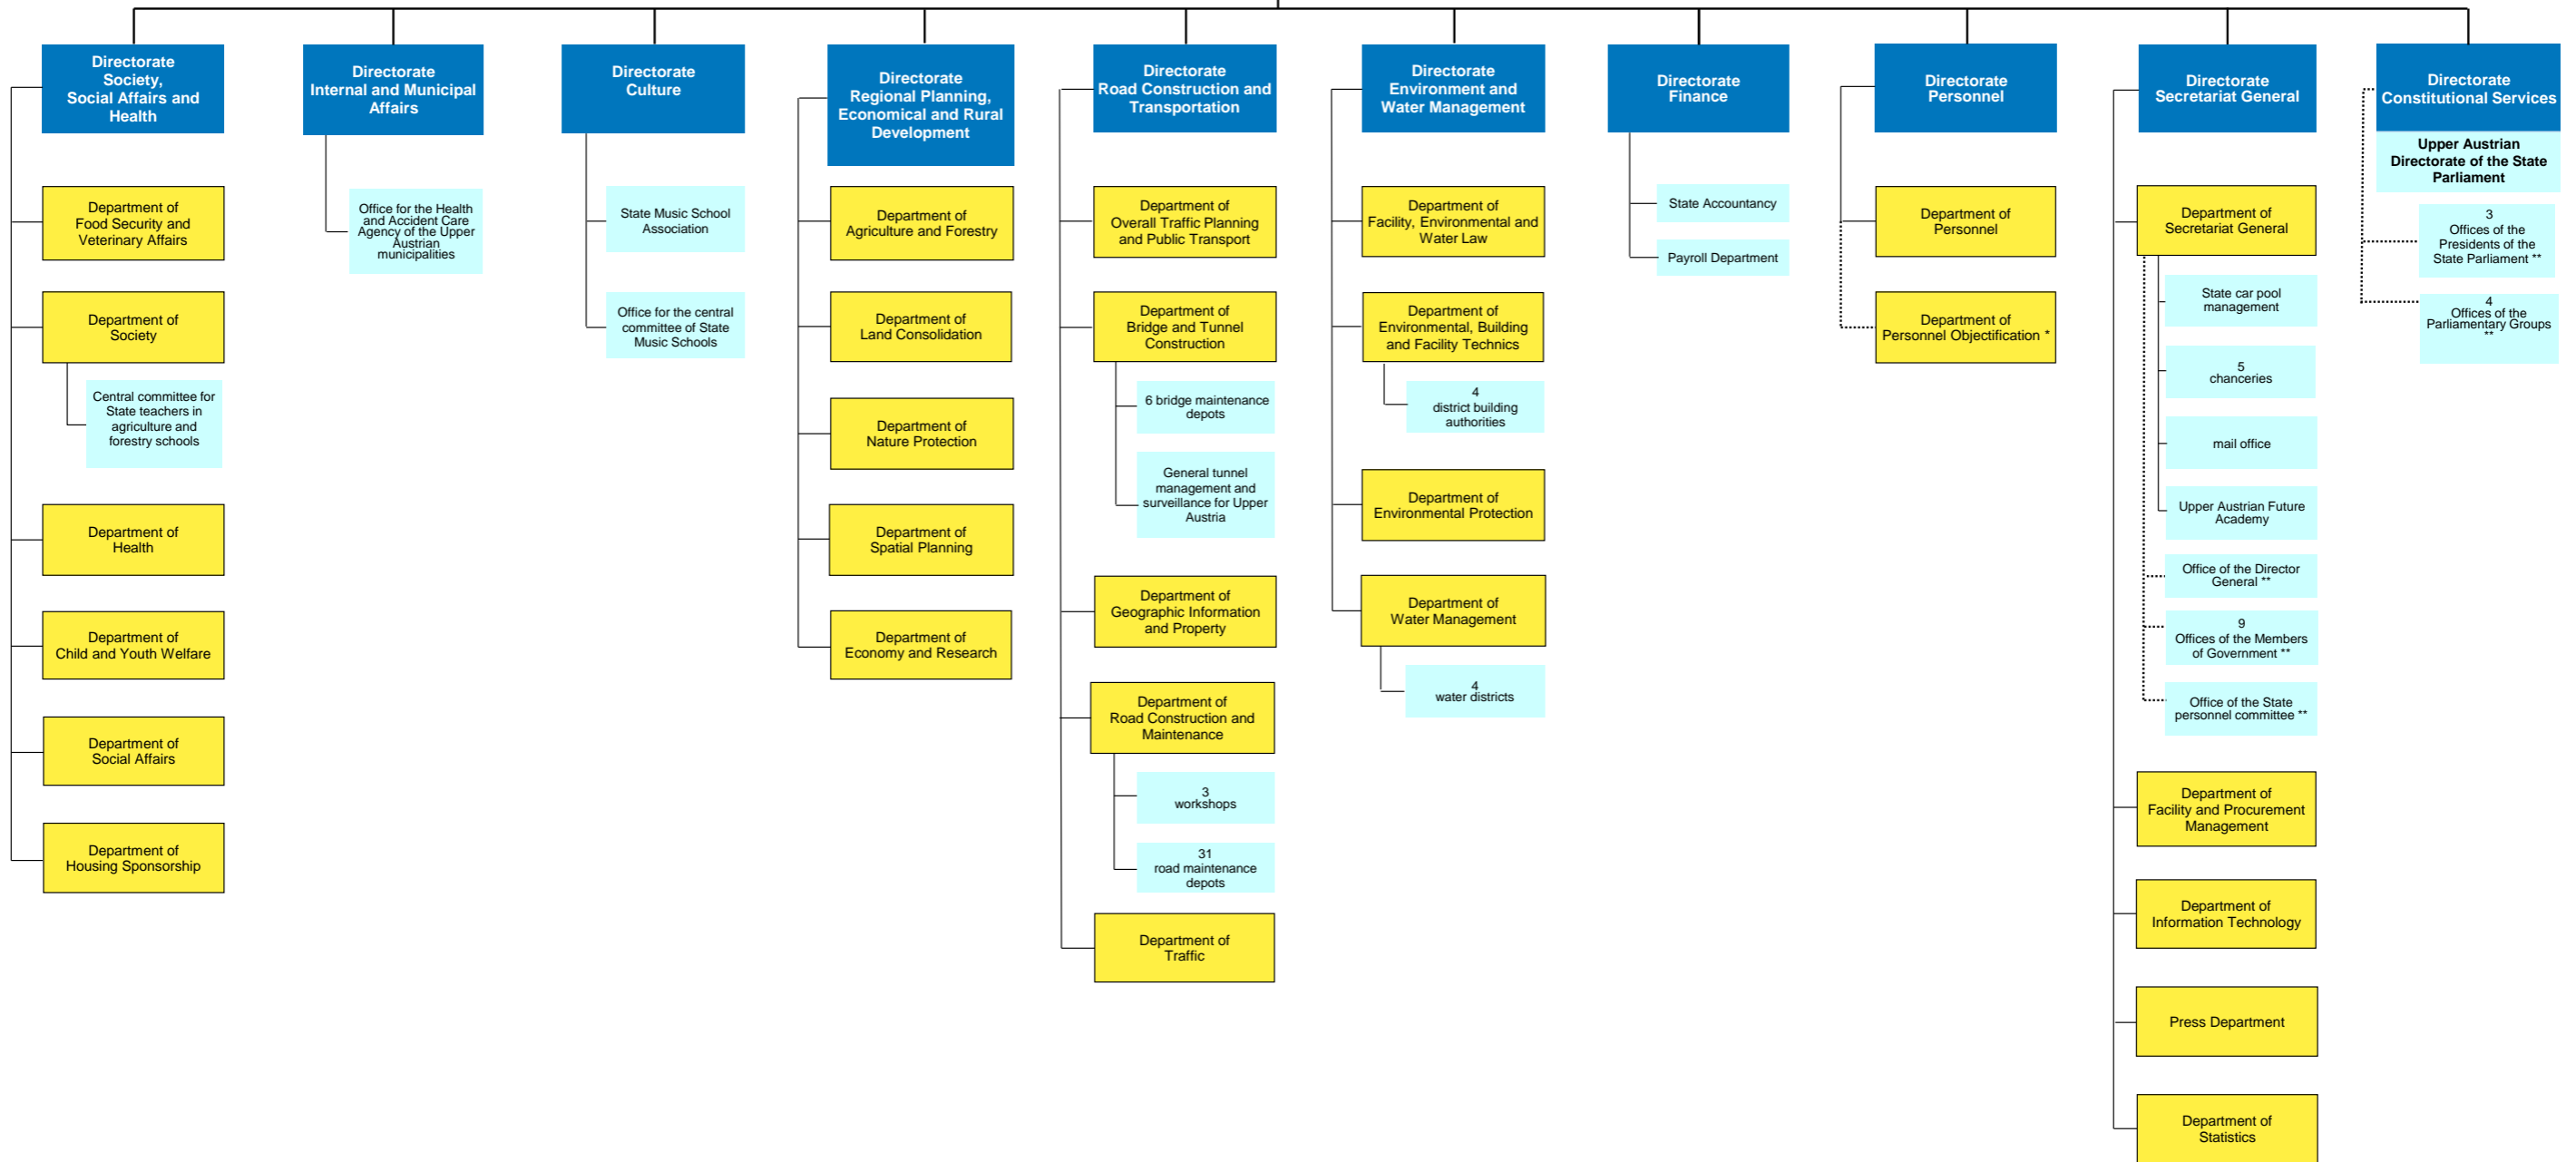 Directorate
Society,
Social Affairs and
Health
Department of
Food Security and
Veterinary Affairs
Department of
Society
Central committee for
State teachers in
agriculture and
forestry schools
Department of
Health
Department of
Child and Youth Welfare
Department of
Social Affairs
Department of
Housing Sponsorship
Directorate
Internal and Municipal
Affairs
Office for the Health
and Accident Care
Agency of the Upper
Austrian
municipalities
Directorate
Culture
State Music School
Association
Office for the central
committee of State
Music Schools
Directorate
Regional Planning,
Economical and Rural
Development
Department of
Agriculture and Forestry
Department of
Land Consolidation
Department of
Nature Protection
Department of
Spatial Planning
Department of
Economy and Research
Directorate
Road Construction and
Transportation
Department of
Overall Traffic Planning
and Public Transport
Department of
Bridge and Tunnel
Construction
6 bridge maintenance
depots
General tunnel
management and
surveillance for Upper
Austria
Department of
Geographic Information
and Property
Department of
Road Construction and
Maintenance
3
workshops
31
road maintenance
depots
Department of
Traffic
Directorate
Environment and
Water Management
Department of
Facility, Environmental and
Water Law
Department of
Environmental, Building
and Facility Technics
4
district building
authorities
Department of
Environmental Protection
Department of
Water Management
4
water districts
Directorate
Finance
State Accountancy
Payroll Department
Directorate
Personnel
Department of
Personnel
Department of
Personnel Objectification *
Directorate
Secretariat General
Department of
Secretariat General
State car pool
management
5
chanceries
mail office
Upper Austrian Future
Academy
Office of the Director
General **
9
Offices of the Members
of Government **
Office of the State
personnel committee **
Department of
Facility and Procurement
Management
Department of
Information Technology
Press Department
Department of
Statistics
Directorate
Constitutional Services
Upper Austrian
Directorate of the State
Parliament
3
Offices of the
Presidents of the
State Parliament **
4
Offices of the
Parliamentary Groups
**